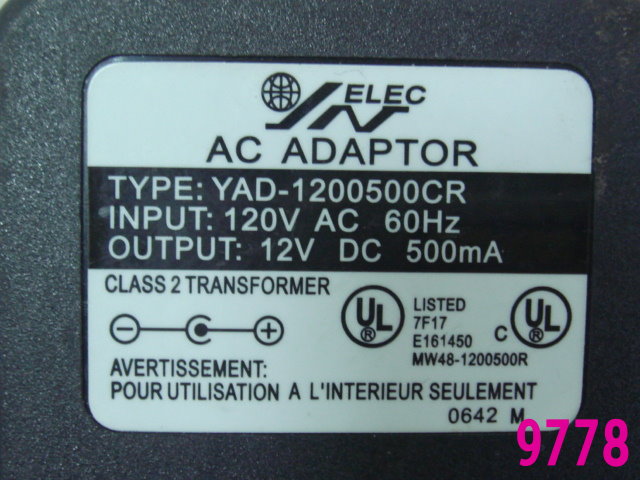 ELEC
AC ADAPTOR
TYPE: YAD-1200500CR
INPUT: 120V AC 60Hz
OUTPUT: 12V DC 500mA
CLASS 2 TRANSFORMER
UL
®
LISTED
7F17
E161450
MW48-1200500R
C UL
®
AVERTISSEMENT:
POUR UTILISATION A L'INTERIEUR SEULEMENT
0642 M
9778